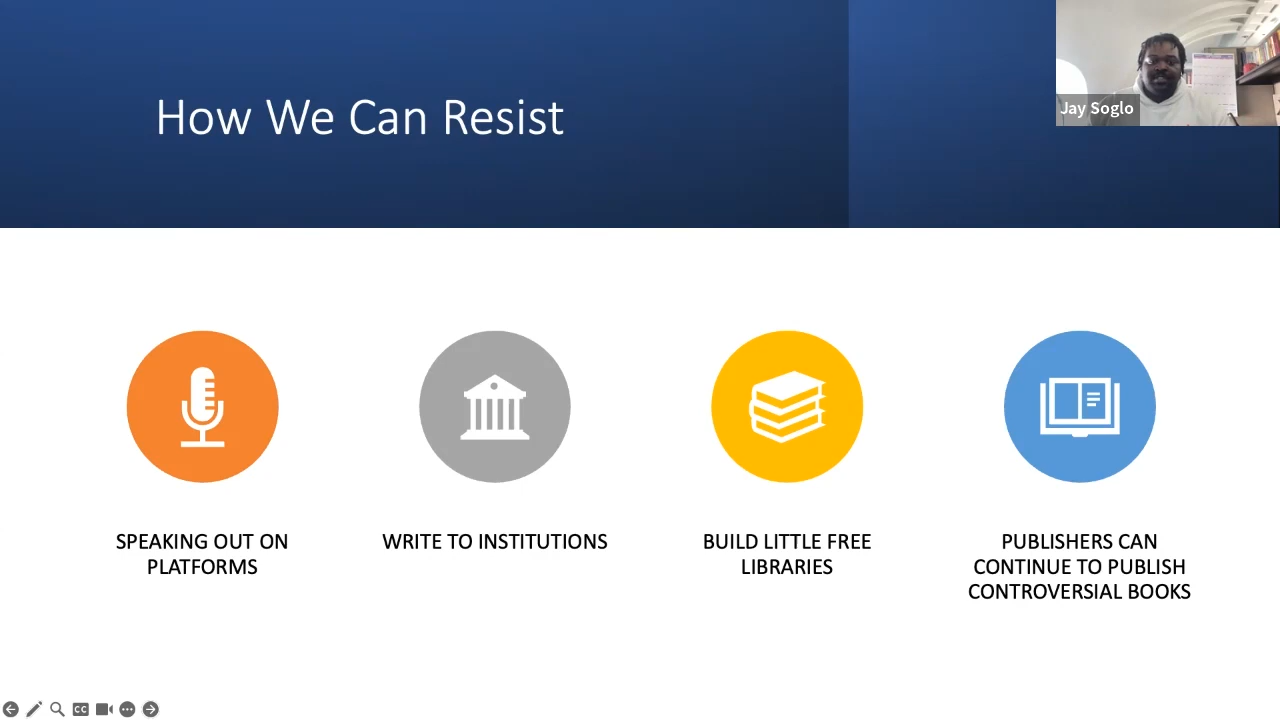 How We Can Resist
Jay Soglo
SPEAKING OUT ON
PLATFORMS
WRITE TO INSTITUTIONS
BUILD LITTLE FREE
LIBRARIES
PUBLISHERS CAN
CONTINUE TO PUBLISH
CONTROVERSIAL BOOKS
CC